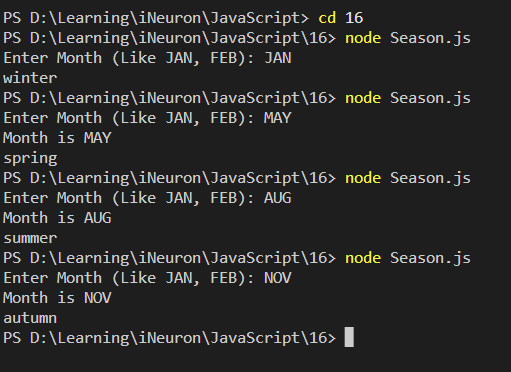 PS D:\Learning\iNeuron\JavaScript> cd 16
PS D:\Learning\iNeuron\JavaScript\16> node Season.js
Enter Month (Like JAN, FEB): JAN
winter
PS D:\Learning\iNeuron\JavaScript\16> node Season.js
Enter Month (Like JAN, FEB): MAY
Month is MAY
spring
PS D:\Learning\iNeuron\JavaScript\16> node Season.js
Enter Month (Like JAN, FEB): AUG
Month is AUG
summer
PS D:\Learning\iNeuron\JavaScript\16> node Season.js
Enter Month (Like JAN, FEB): NOV
Month is NOV
autumn
PS D:\Learning\iNeuron\JavaScript\16>